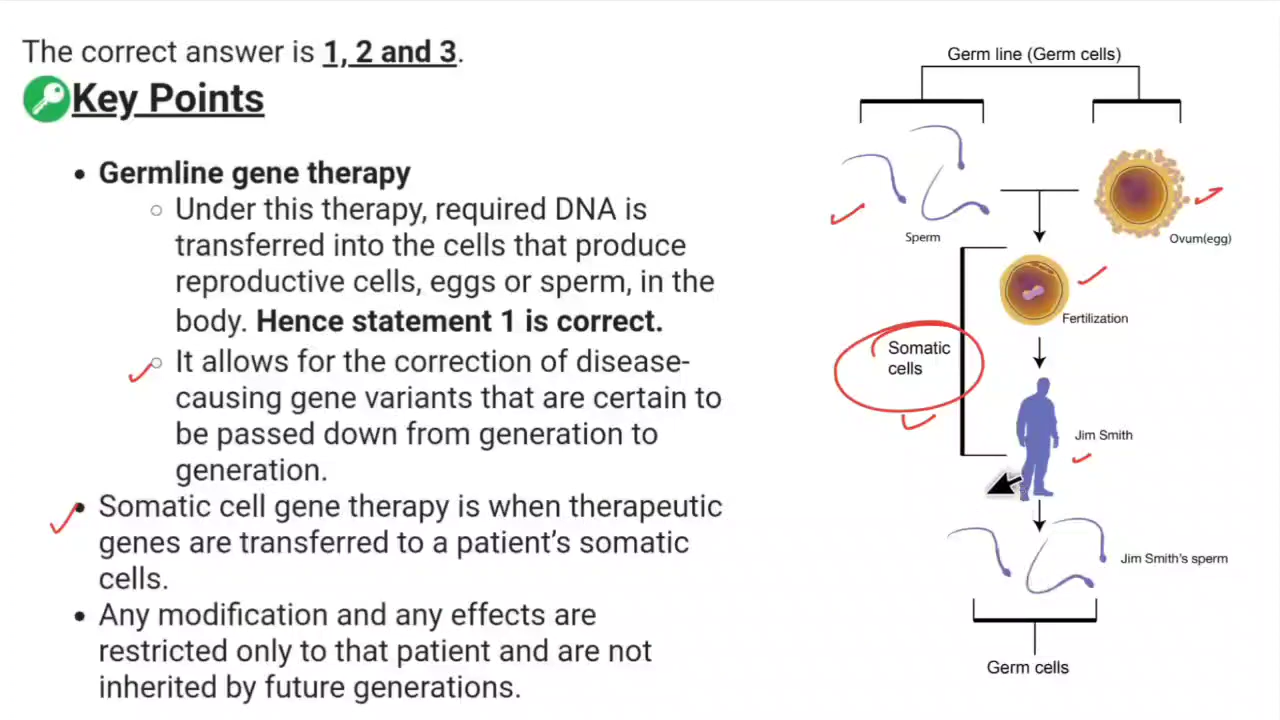 The correct answer is 1, 2 and 3.
Key Points
• Germline gene therapy
○ Under this therapy, required DNA is
transferred into the cells that produce
reproductive cells, eggs or sperm, in the
body. Hence statement 1 is correct.
○ It allows for the correction of disease-
causing gene variants that are certain to
be passed down from generation to
generation.
• Somatic cell gene therapy is when therapeutic
genes are transferred to a patient’s somatic
cells.
• Any modification and any effects are
restricted only to that patient and are not
inherited by future generations.
Germ line (Germ cells)
Sperm
Ovum(egg)
Fertilization
Somatic
cells
Jim Smith
Jim Smith's sperm
Germ cells